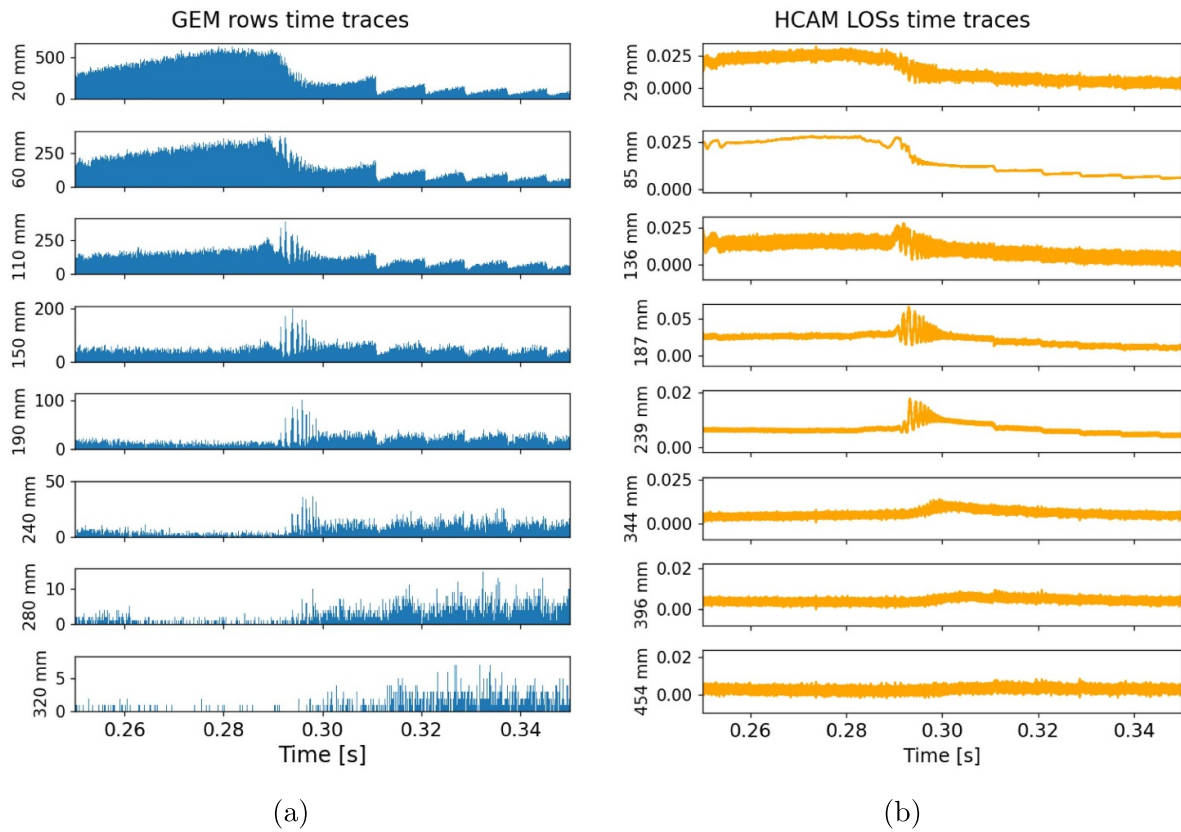 GEM rows time traces
20 mm
500
0
60 mm
250
0
110 mm
250
0
150 mm
200
0
190 mm
100
0
240 mm
50
0
280 mm
10
0
320 mm
5
0
0.26 0.28 0.30 0.32 0.34
Time [s]
(a)
HCAM LOSs time traces
29 mm
0.025
0.000
85 mm
0.025
0.000
136 mm
0.025
0.000
187 mm
0.05
0.00
239 mm
0.02
0.00
344 mm
0.025
0.000
396 mm
0.02
0.00
454 mm
0.02
0.00
0.26 0.28 0.30 0.32 0.34
Time [s]
(b)